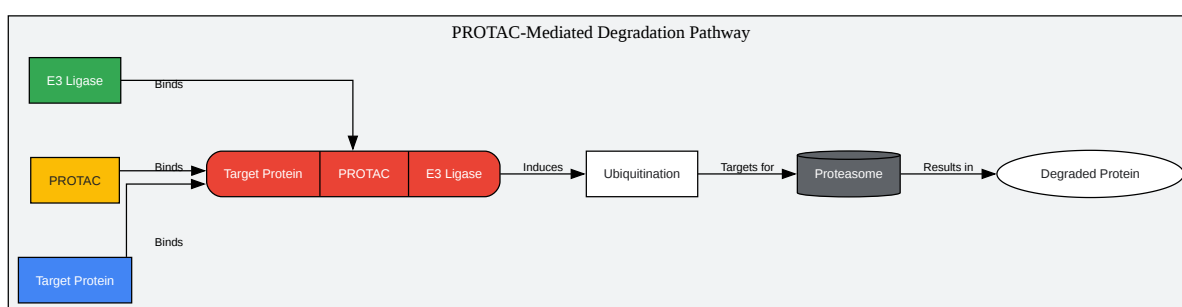 PROTAC-Mediated Degradation Pathway
E3 Ligase
Binds
PROTAC
Binds
Target Protein
PROTAC
E3 Ligase
Induces
Ubiquitination
Targets for
Proteasome
Results in
Degraded Protein
Binds
Target Protein